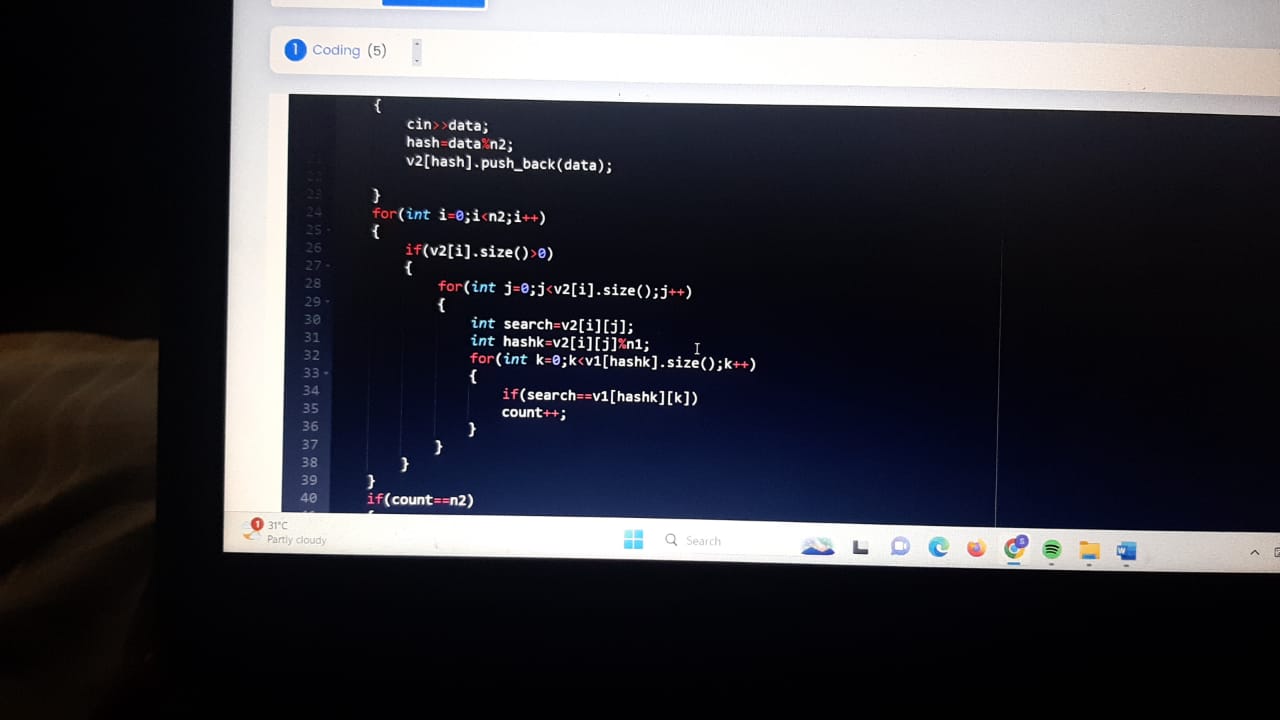 1 Coding (5)
{
cin>>data;
hash=data%n2;
v2[hash].push_back(data);
23 }
24 for(int i=0;i<n2;i++)
25 {
26 if(v2[i].size()>0)
27 {
28 for(int j=0;j<v2[i].size();j++)
29 {
30 int search=v2[i][j];
31 int hashk=v2[i][j]%n1;
32 for(int k=0;k<v1[hashk].size();k++)
33 {
34 if(search==v1[hashk][k])
35 count++;
36 }
37 }
38 }
39 }
40 if(count==n2)
1 31°C
Partly cloudy
Search